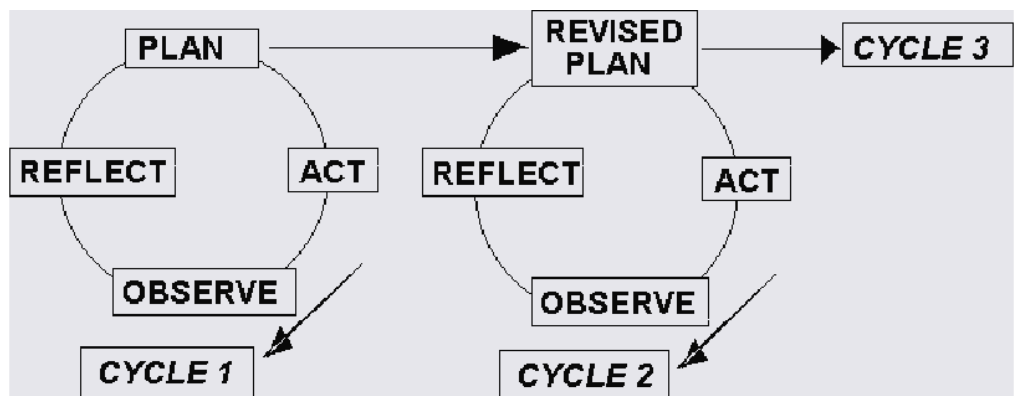 PLAN
REVISED
PLAN
CYCLE 3
REFLECT
ACT
REFLECT
ACT
OBSERVE
OBSERVE
CYCLE 1
CYCLE 2